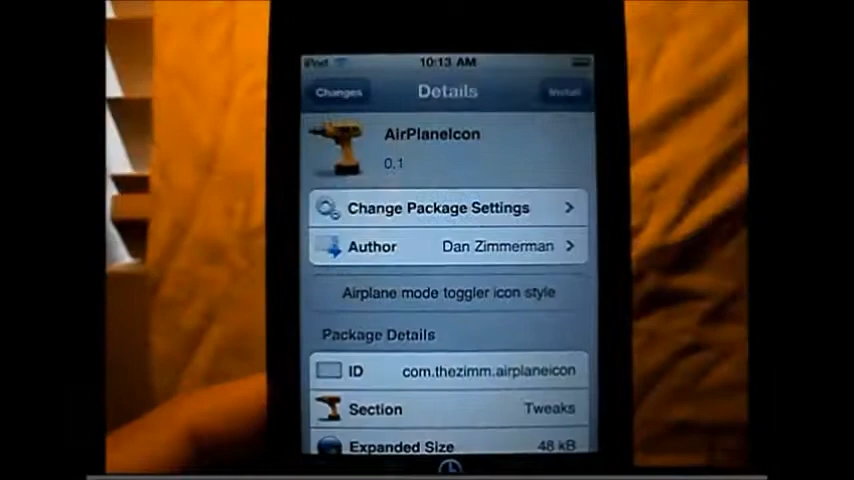 iPod 10:13 AM
Changes Details Install
AirPlaneIcon
0.1
Change Package Settings
Author Dan Zimmerman
Airplane mode toggler icon style
Package Details
ID com.thezimm.airplaneicon
Section Tweaks
Expanded Size 48 kB